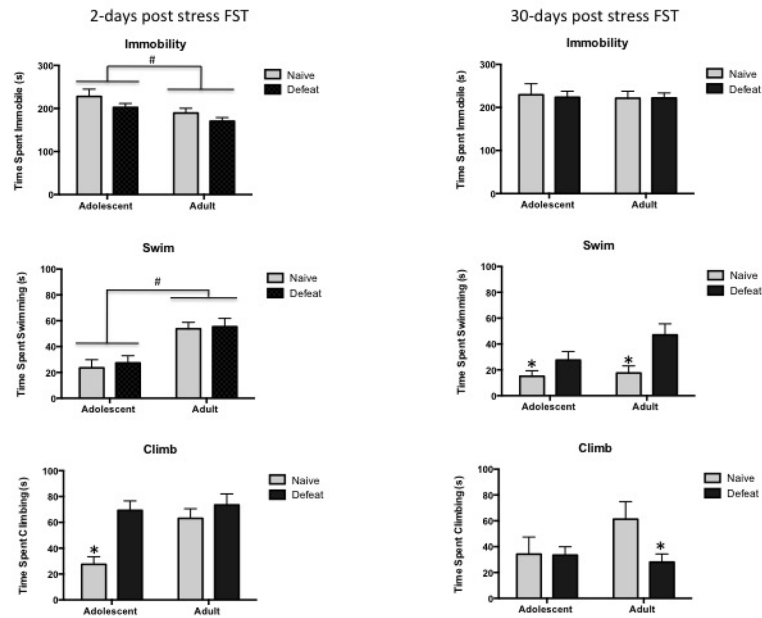 2-days post stress FST
30-days post stress FST
Immobility
#
Time Spent Immobile (s)
300
200
100
0
Adolescent
Adult
Naive
Defeat
Immobility
Time Spent Immobile (s)
300
200
100
0
Adolescent
Adult
Naive
Defeat
Swim
#
Time Spent Swimming (s)
100
80
60
40
20
0
Adolescent
Adult
Naive
Defeat
Swim
Time Spent Swimming (s)
100
80
60
40
20
0
*
*
Adolescent
Adult
Naive
Defeat
Climb
Time Spent Climbing (s)
100
80
60
40
20
0
*
Adolescent
Adult
Naive
Defeat
Climb
Time Spent Climbing (s)
100
80
60
40
20
0
*
Adolescent
Adult
Naive
Defeat